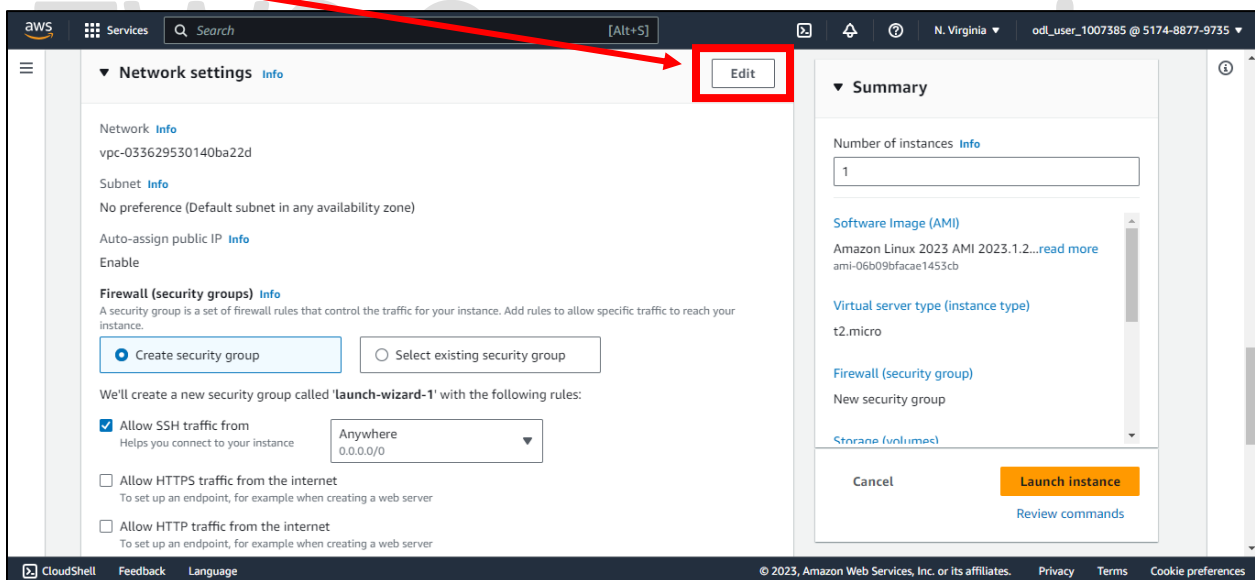 aws
Services
Search
[Alt+S]
N. Virginia ▼
odl_user_1007385 @ 5174-8877-9735 ▼
▼ Network settings Info
Edit
Network Info
vpc-033629530140ba22d
Subnet Info
No preference (Default subnet in any availability zone)
Auto-assign public IP Info
Enable
Firewall (security groups) Info
A security group is a set of firewall rules that control the traffic for your instance. Add rules to allow specific traffic to reach your
instance.
Create security group
Select existing security group
We'll create a new security group called 'launch-wizard-1' with the following rules:
Allow SSH traffic from
Helps you connect to your instance
Anywhere
0.0.0.0/0
Allow HTTPS traffic from the internet
To set up an endpoint, for example when creating a web server
Allow HTTP traffic from the internet
To set up an endpoint, for example when creating a web server
▼ Summary
Number of instances Info
1
Software Image (AMI)
Amazon Linux 2023 AMI 2023.1.2...read more
ami-06b09bfacae1453cb
Virtual server type (instance type)
t2.micro
Firewall (security group)
New security group
Storage (volumes)
Cancel
Launch instance
Review commands
CloudShell
Feedback
Language
© 2023, Amazon Web Services, Inc. or its affiliates.
Privacy
Terms
Cookie preferences